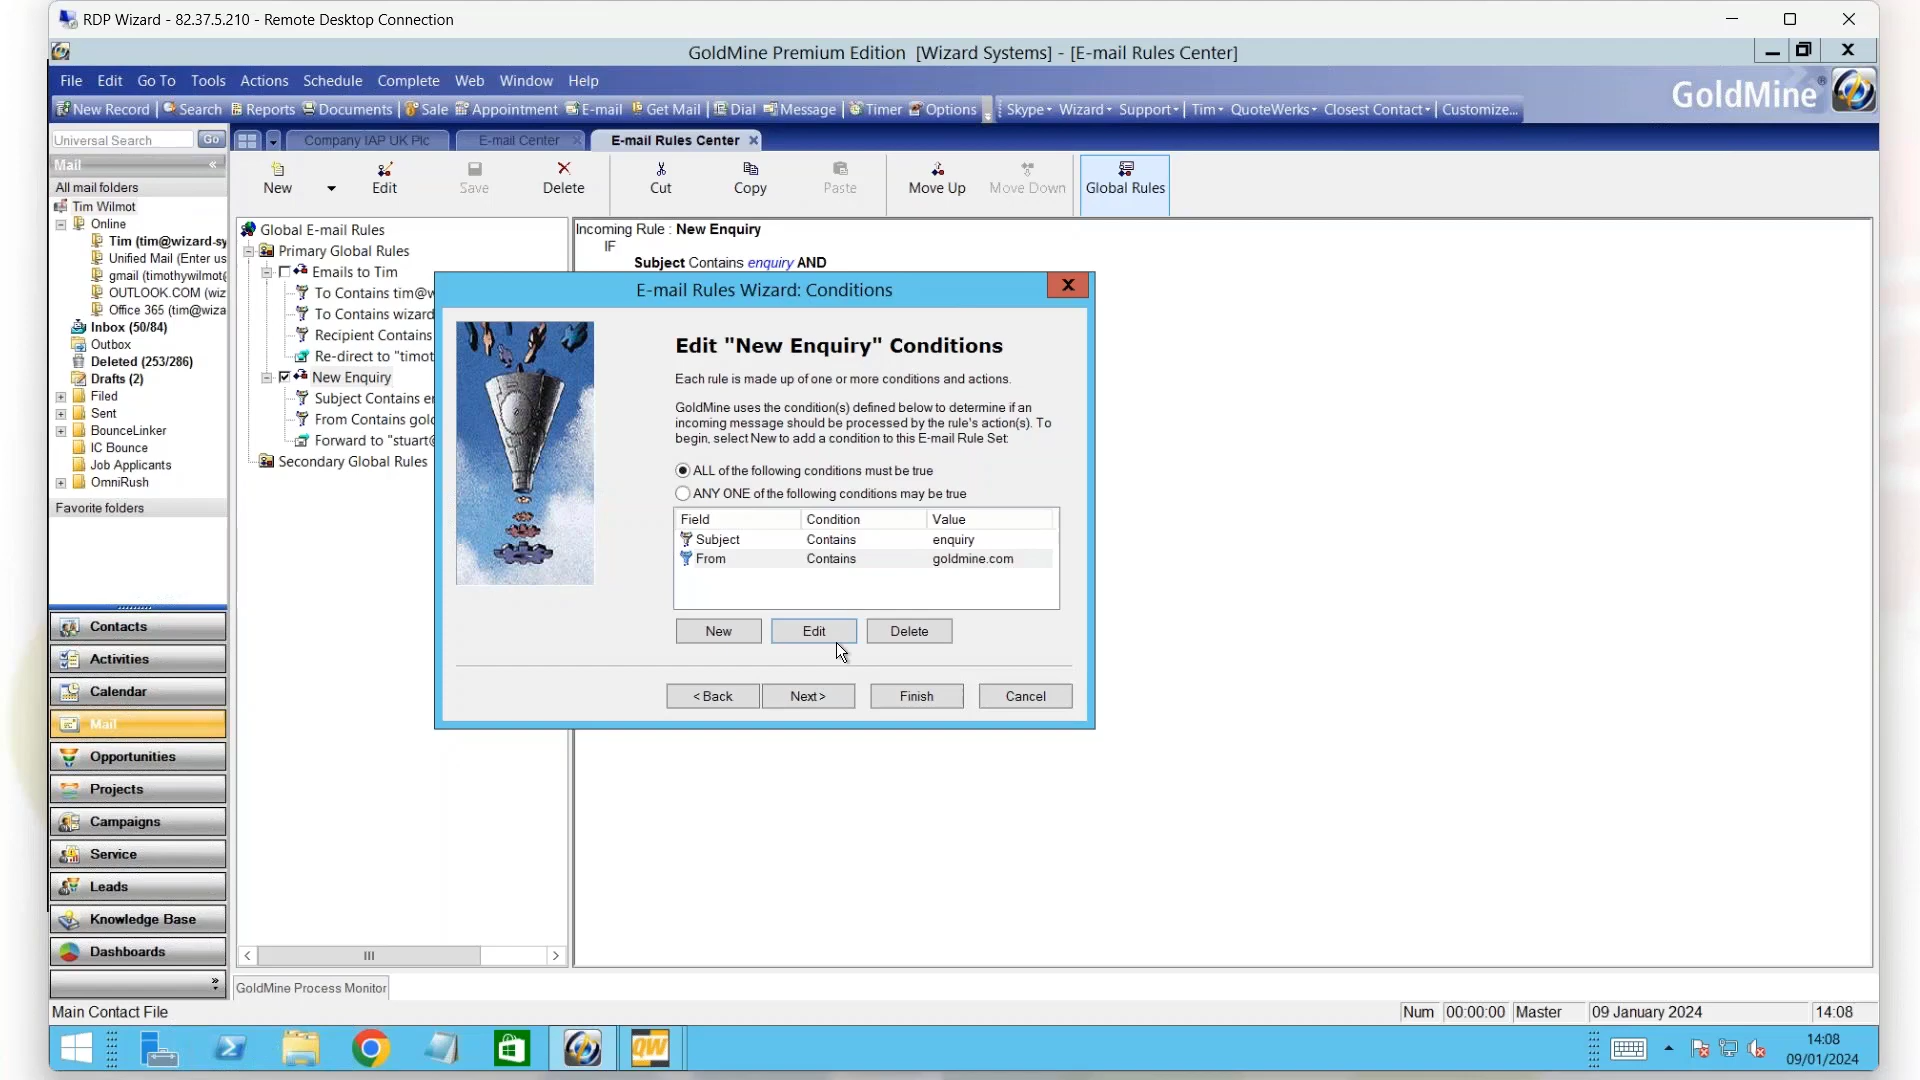 RDP Wizard - 82.37.5.210 - Remote Desktop Connection
GoldMine Premium Edition [Wizard Systems] - [E-mail Rules Center]
File Edit Go To Tools Actions Schedule Complete Web Window Help
GoldMine
New Record Search Reports Documents Sale Appointment E-mail Get Mail Dial Message Timer Options Skype Wizard Support Tim QuoteWerks Closest Contact Customize...
Universal Search Go
Company IAP UK Plc E-mail Center E-mail Rules Center
Mail
All mail folders
Tim Wilmot
Online
Tim (tim@wizard-sy
Unified Mail (Enter us
gmail (timothywilmot
OUTLOOK.COM (wiz
Office 365 (tim@wiza
Inbox (50/84)
Outbox
Deleted (253/286)
Drafts (2)
Filed
Sent
BounceLinker
IC Bounce
Job Applicants
OmniRush
Favorite folders
Contacts
Activities
Calendar
Mail
Opportunities
Projects
Campaigns
Service
Leads
Knowledge Base
Dashboards
New Edit Save Delete Cut Copy Paste Move Up Move Down Global Rules
Global E-mail Rules
Primary Global Rules
Emails to Tim
To Contains tim@w
To Contains wizard
Recipient Contains
Re-direct to "timot
New Enquiry
Subject Contains en
From Contains gold
Forward to "stuart@
Secondary Global Rules
Incoming Rule : New Enquiry
IF
Subject Contains enquiry AND
E-mail Rules Wizard: Conditions
Edit "New Enquiry" Conditions
Each rule is made up of one or more conditions and actions.
GoldMine uses the condition(s) defined below to determine if an
incoming message should be processed by the rule's action(s). To
begin, select New to add a condition to this E-mail Rule Set:
ALL of the following conditions must be true
ANY ONE of the following conditions may be true
Field Condition Value
Subject Contains enquiry
From Contains goldmine.com
New Edit Delete
< Back Next > Finish Cancel
GoldMine Process Monitor
Main Contact File Num 00:00:00 Master 09 January 2024 14:08
QW
14:08
09/01/2024